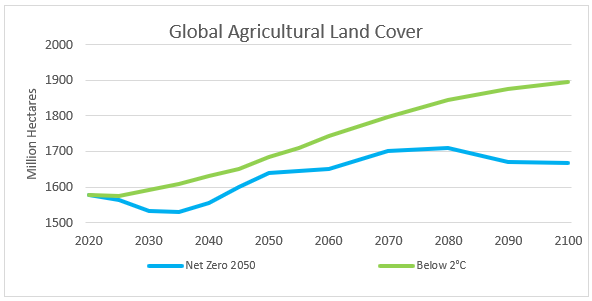 Global Agricultural Land Cover
Million Hectares
2000
1900
1800
1700
1600
1500
2020 2030 2040 2050 2060 2070 2080 2090 2100
Net Zero 2050 Below 2°C